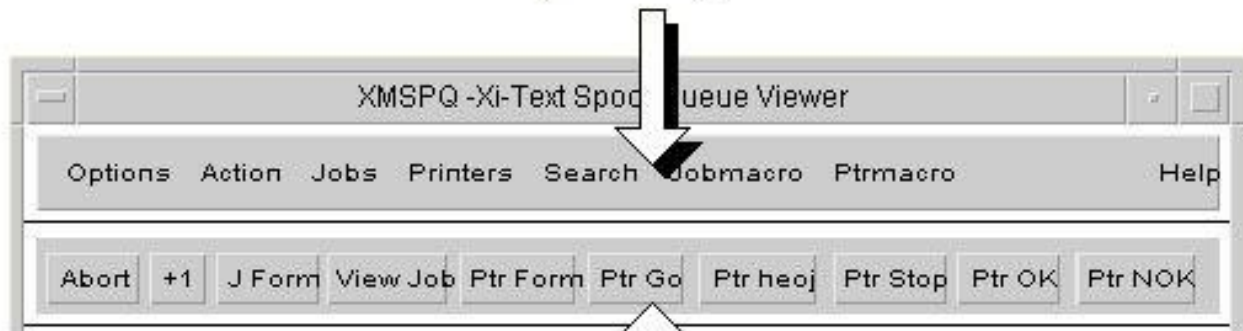 XMSPQ -Xi-Text Spoo ueue Viewer
Options Action Jobs Printers Search Jobmacro Ptrmacro Help
Abort +1 J Form View Job Ptr Form Ptr Go Ptr heoj Ptr Stop Ptr OK Ptr NOK